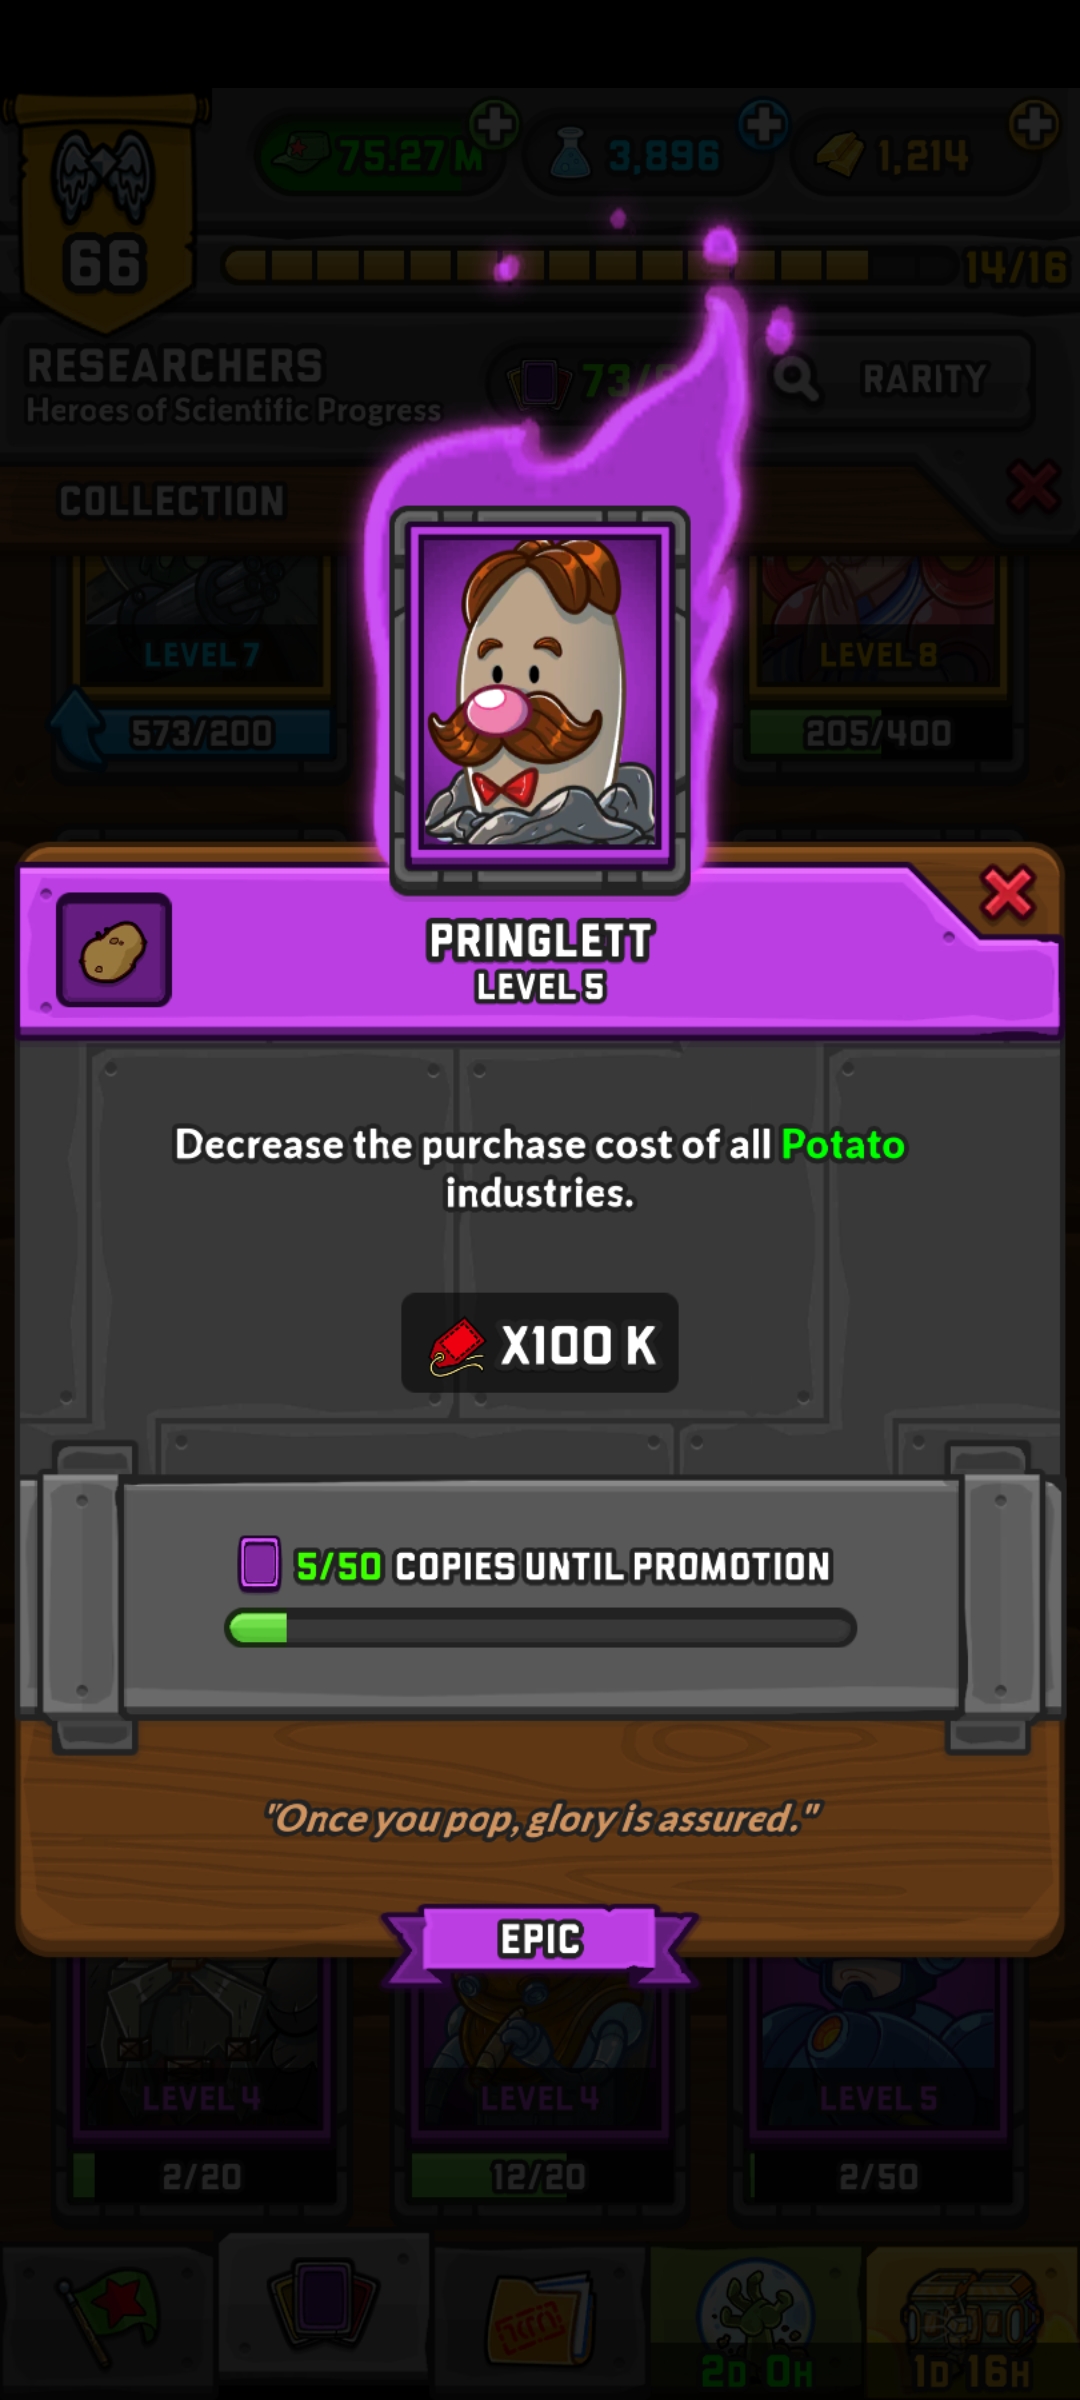 75.27 M
3,896
1,214
66
14/16
RESEARCHERS
Heroes of Scientific Progress
73/
RARITY
COLLECTION
LEVEL 7
LEVEL 8
573/200
205/400
PRINGLETT
LEVEL 5
Decrease the purchase cost of all Potato
industries.
X100 K
5/50 COPIES UNTIL PROMOTION
"Once you pop, glory is assured."
EPIC
LEVEL 4
LEVEL 4
LEVEL 5
2/20
12/20
2/50
2D 0H
1D 16H